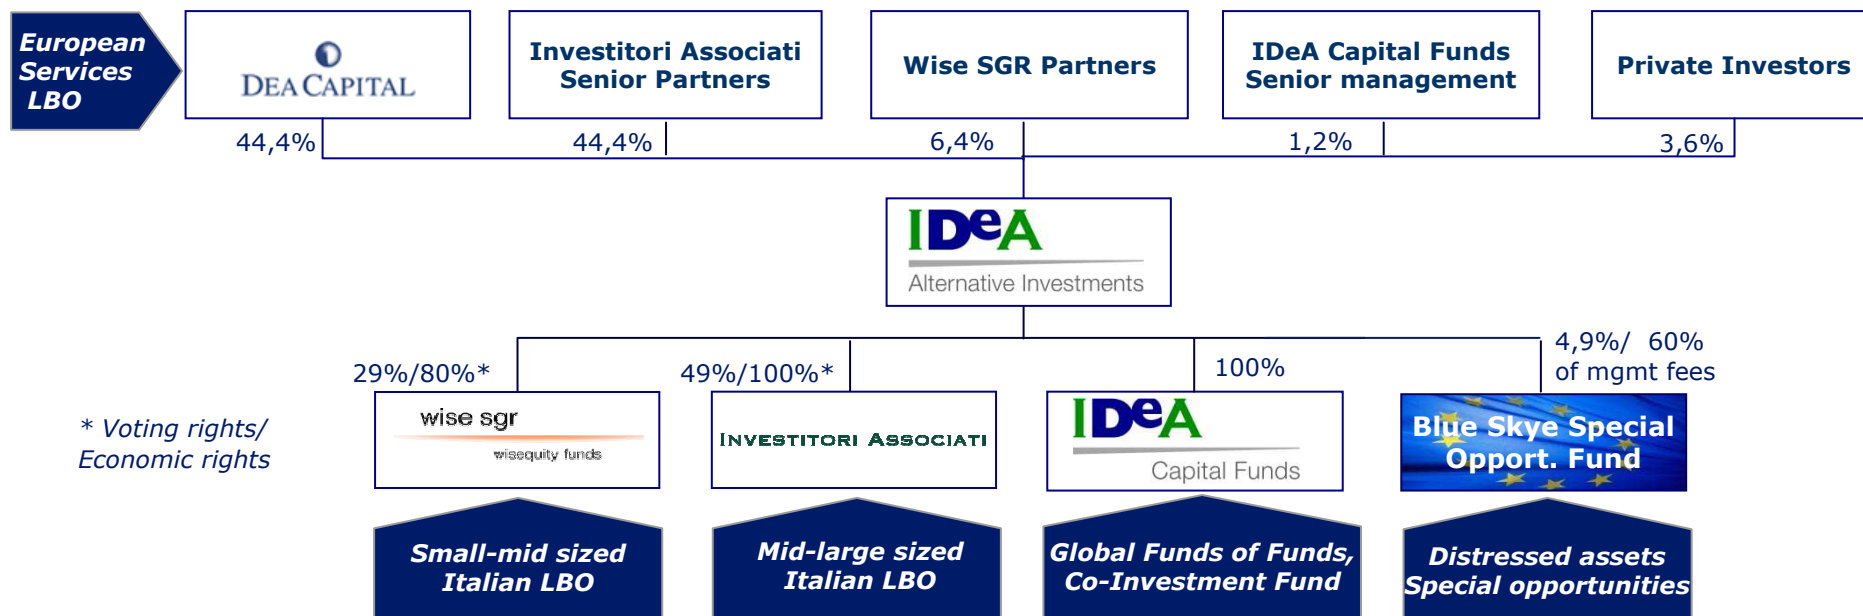 European
Services
LBO
DEA CAPITAL
Investitori Associati
Senior Partners
Wise SGR Partners
IDeA Capital Funds
Senior management
Private Investors
44,4%
44,4%
6,4%
1,2%
3,6%
IDeA
Alternative Investments
29%/80%*
49%/100%*
100%
4,9%/ 60%
of mgmt fees
* Voting rights/
Economic rights
wise sgr
wisequity funds
INVESTITORI ASSOCIATI
IDeA
Capital Funds
Blue Skye Special
Opport. Fund
Small-mid sized
Italian LBO
Mid-large sized
Italian LBO
Global Funds of Funds,
Co-Investment Fund
Distressed assets
Special opportunities